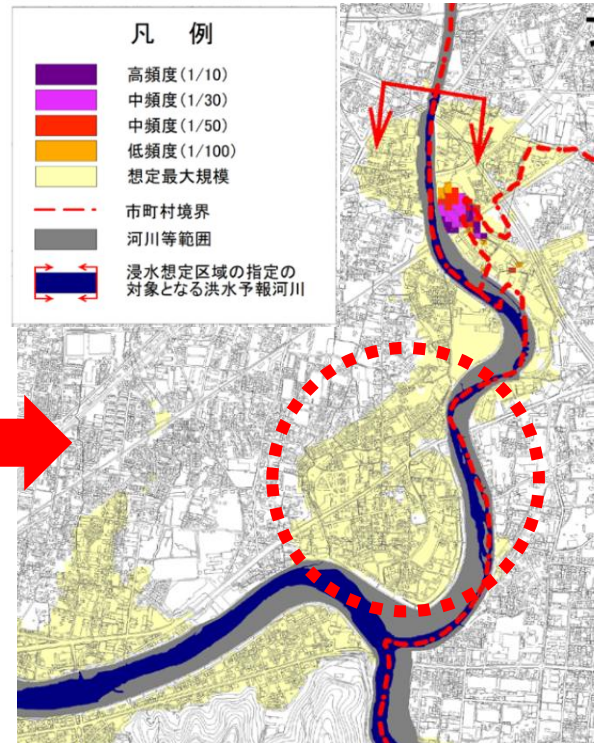 凡 例
高頻度(1/10)
中頻度(1/30)
中頻度(1/50)
低頻度(1/100)
想定最大規模
市町村境界
河川等範囲
浸水想定区域の指定の
対象となる洪水予報河川